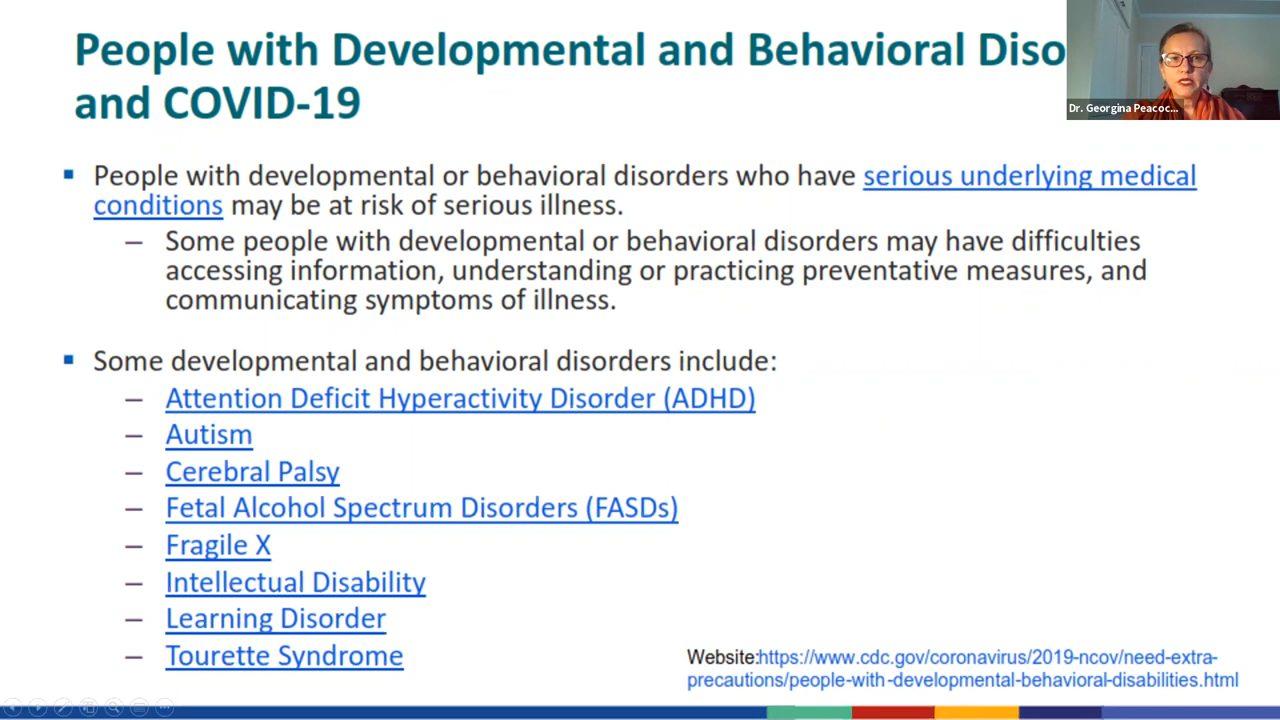 People with Developmental and Behavioral Diso
and COVID-19
Dr. Georgina Peacoc...
▪ People with developmental or behavioral disorders who have serious underlying medical
conditions may be at risk of serious illness.
– Some people with developmental or behavioral disorders may have difficulties
accessing information, understanding or practicing preventative measures, and
communicating symptoms of illness.
▪ Some developmental and behavioral disorders include:
– Attention Deficit Hyperactivity Disorder (ADHD)
– Autism
– Cerebral Palsy
– Fetal Alcohol Spectrum Disorders (FASDs)
– Fragile X
– Intellectual Disability
– Learning Disorder
– Tourette Syndrome
Website:https://www.cdc.gov/coronavirus/2019-ncov/need-extra-
precautions/people-with-developmental-behavioral-disabilities.html